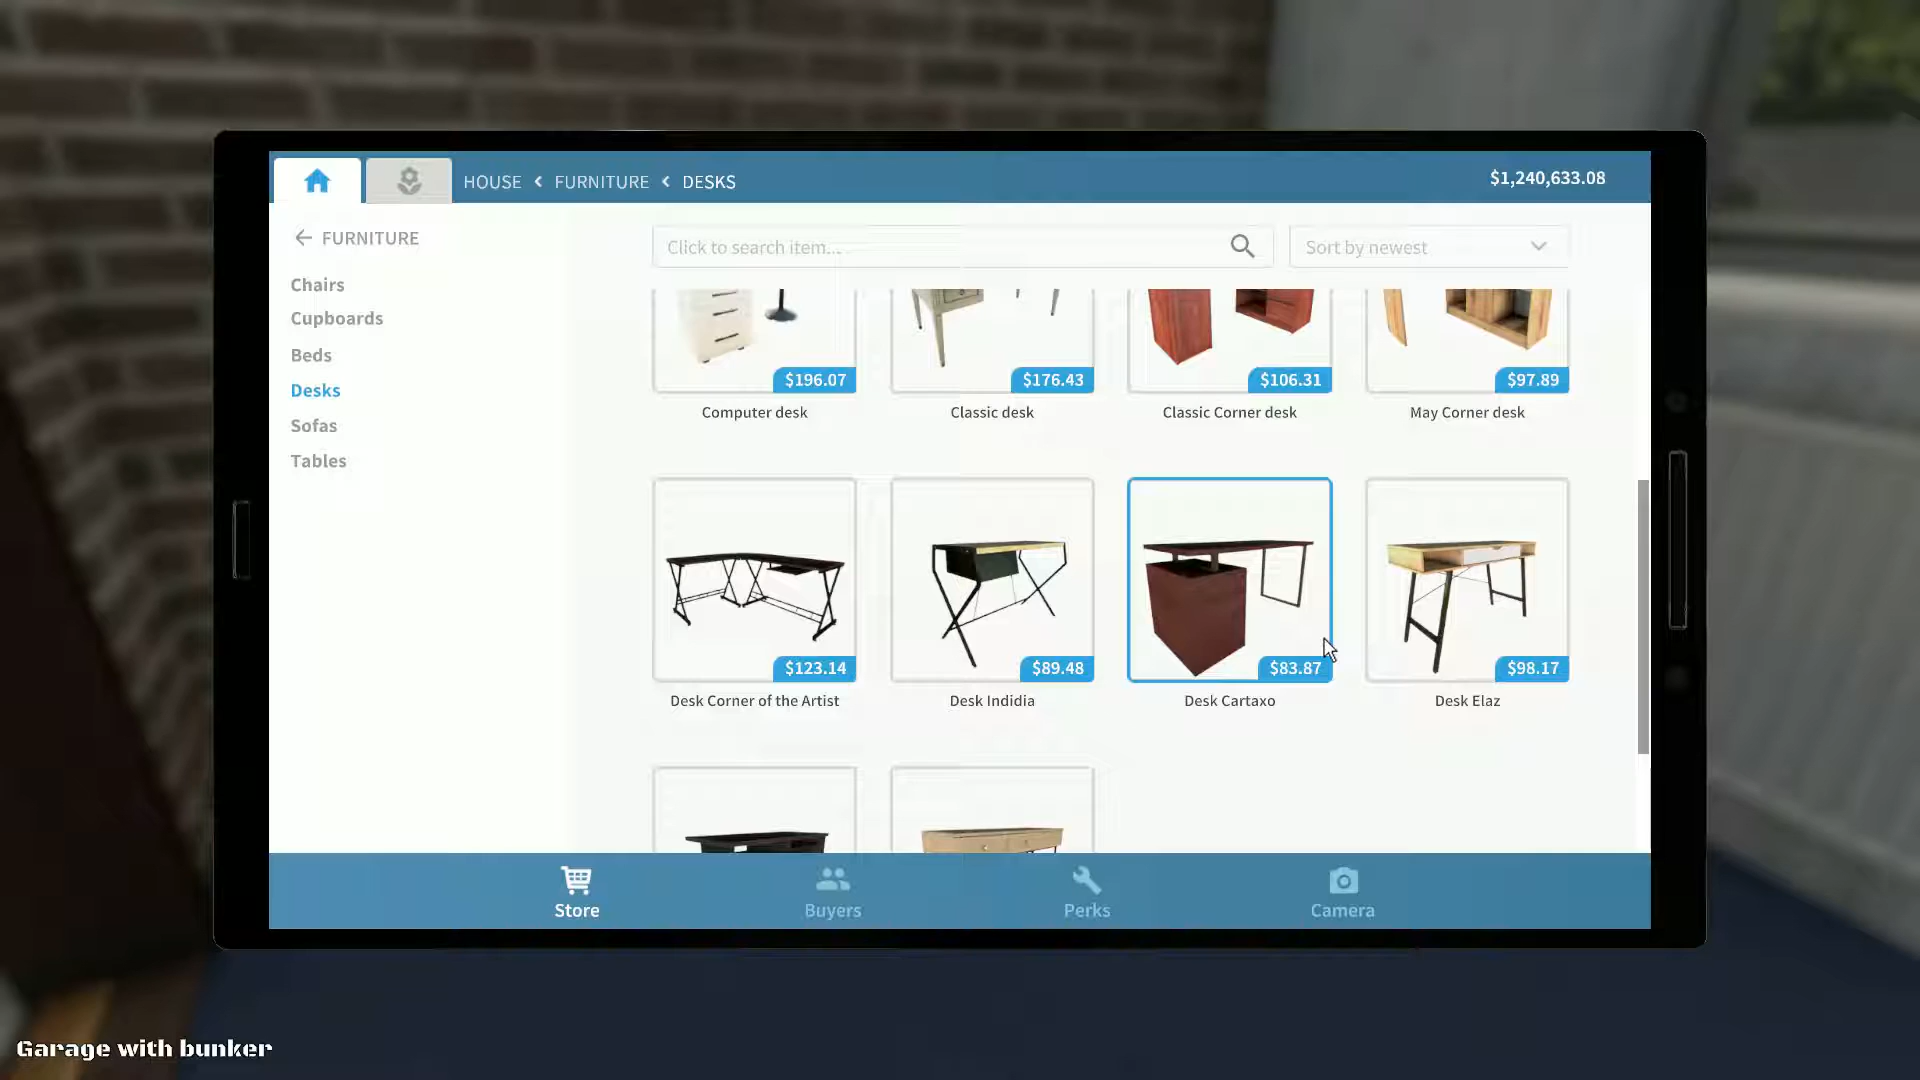 HOUSE < FURNITURE < DESKS
$1,240,633.08
FURNITURE
Click to search item...
Sort by newest
Chairs
Cupboards
Beds
Desks
Sofas
Tables
$196.07
$176.43
$106.31
$97.89
Computer desk
Classic desk
Classic Corner desk
May Corner desk
$123.14
$89.48
$83.87
$98.17
Desk Corner of the Artist
Desk Indidia
Desk Cartaxo
Desk Elaz
Store
Buyers
Perks
Camera
Garage with bunker